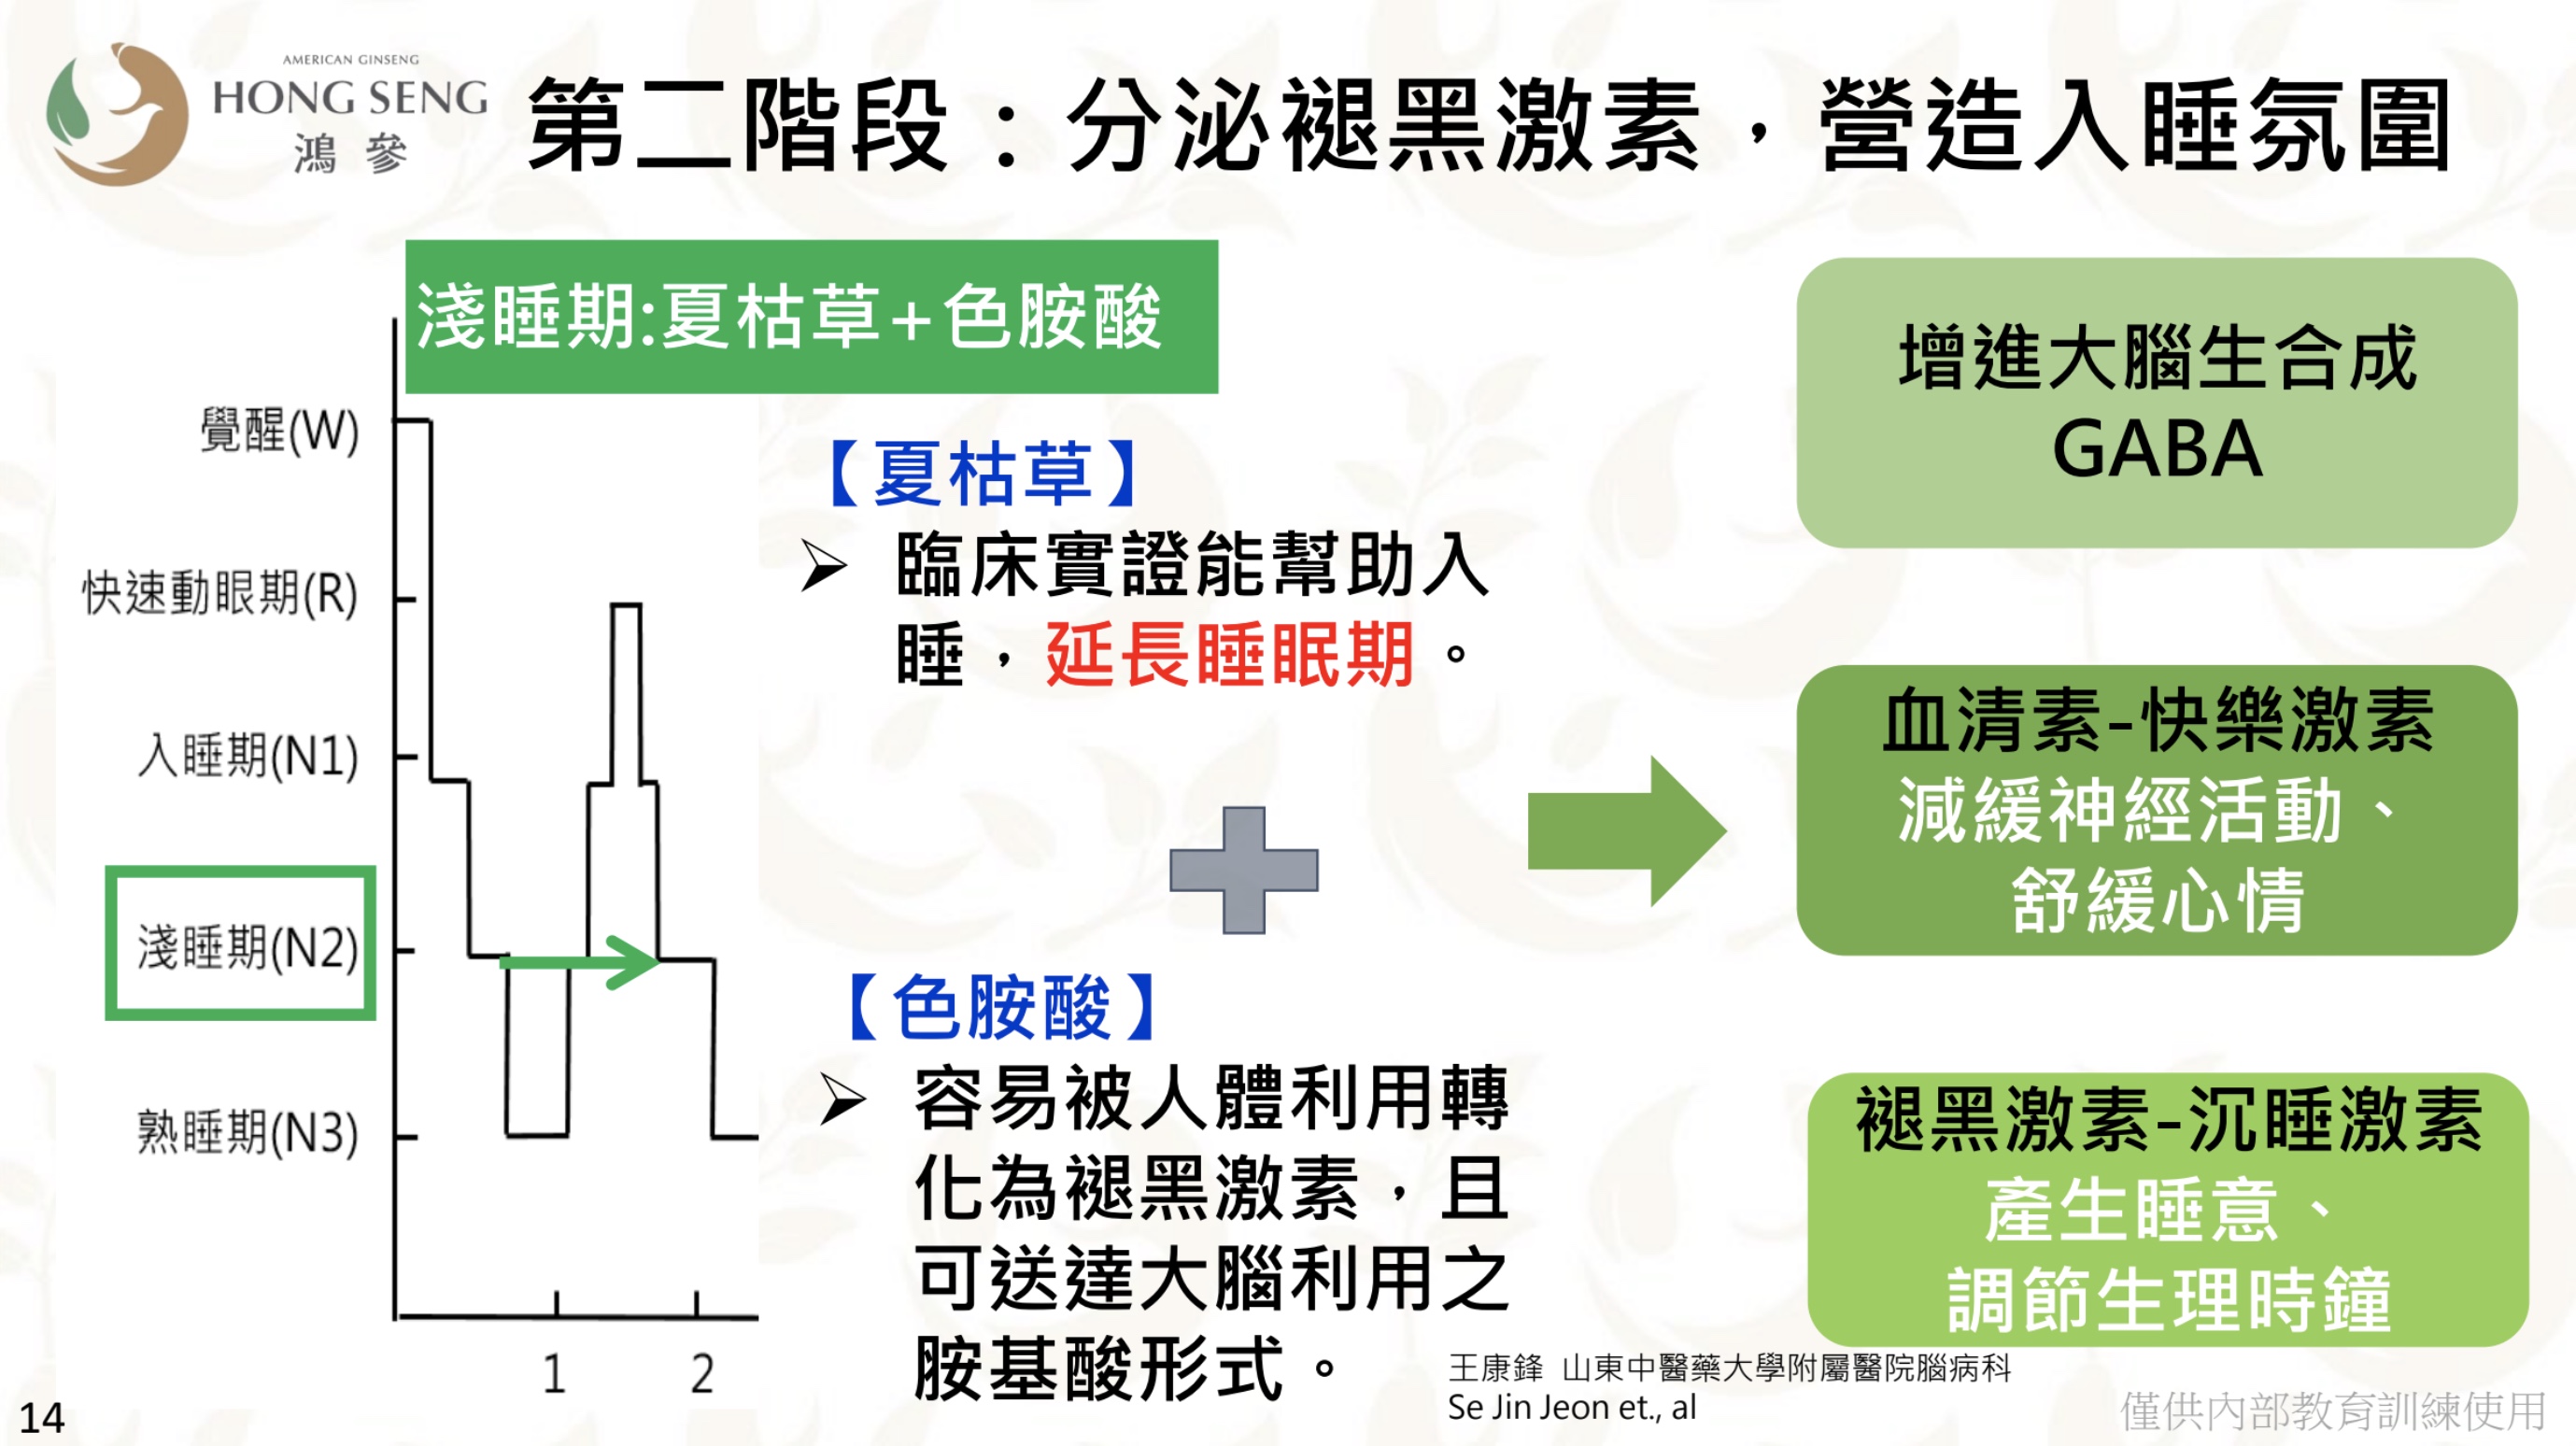 AMERICAN GINSENG
HONG SENG
鴻參
第二階段：分泌褪黑激素，營造入睡氛圍
淺睡期:夏枯草+色胺酸
覺醒(W)
快速動眼期(R)
入睡期(N1)
淺睡期(N2)
熟睡期(N3)
1
2
【夏枯草】
➢ 臨床實證能幫助入
睡，延長睡眠期。
【色胺酸】
➢ 容易被人體利用轉
化為褪黑激素，且
可送達大腦利用之
胺基酸形式。
增進大腦生合成
GABA
血清素-快樂激素
減緩神經活動、
舒緩心情
褪黑激素-沉睡激素
產生睡意、
調節生理時鐘
王康鋒 山東中醫藥大學附屬醫院腦病科
Se Jin Jeon et., al
14
僅供內部教育訓練使用